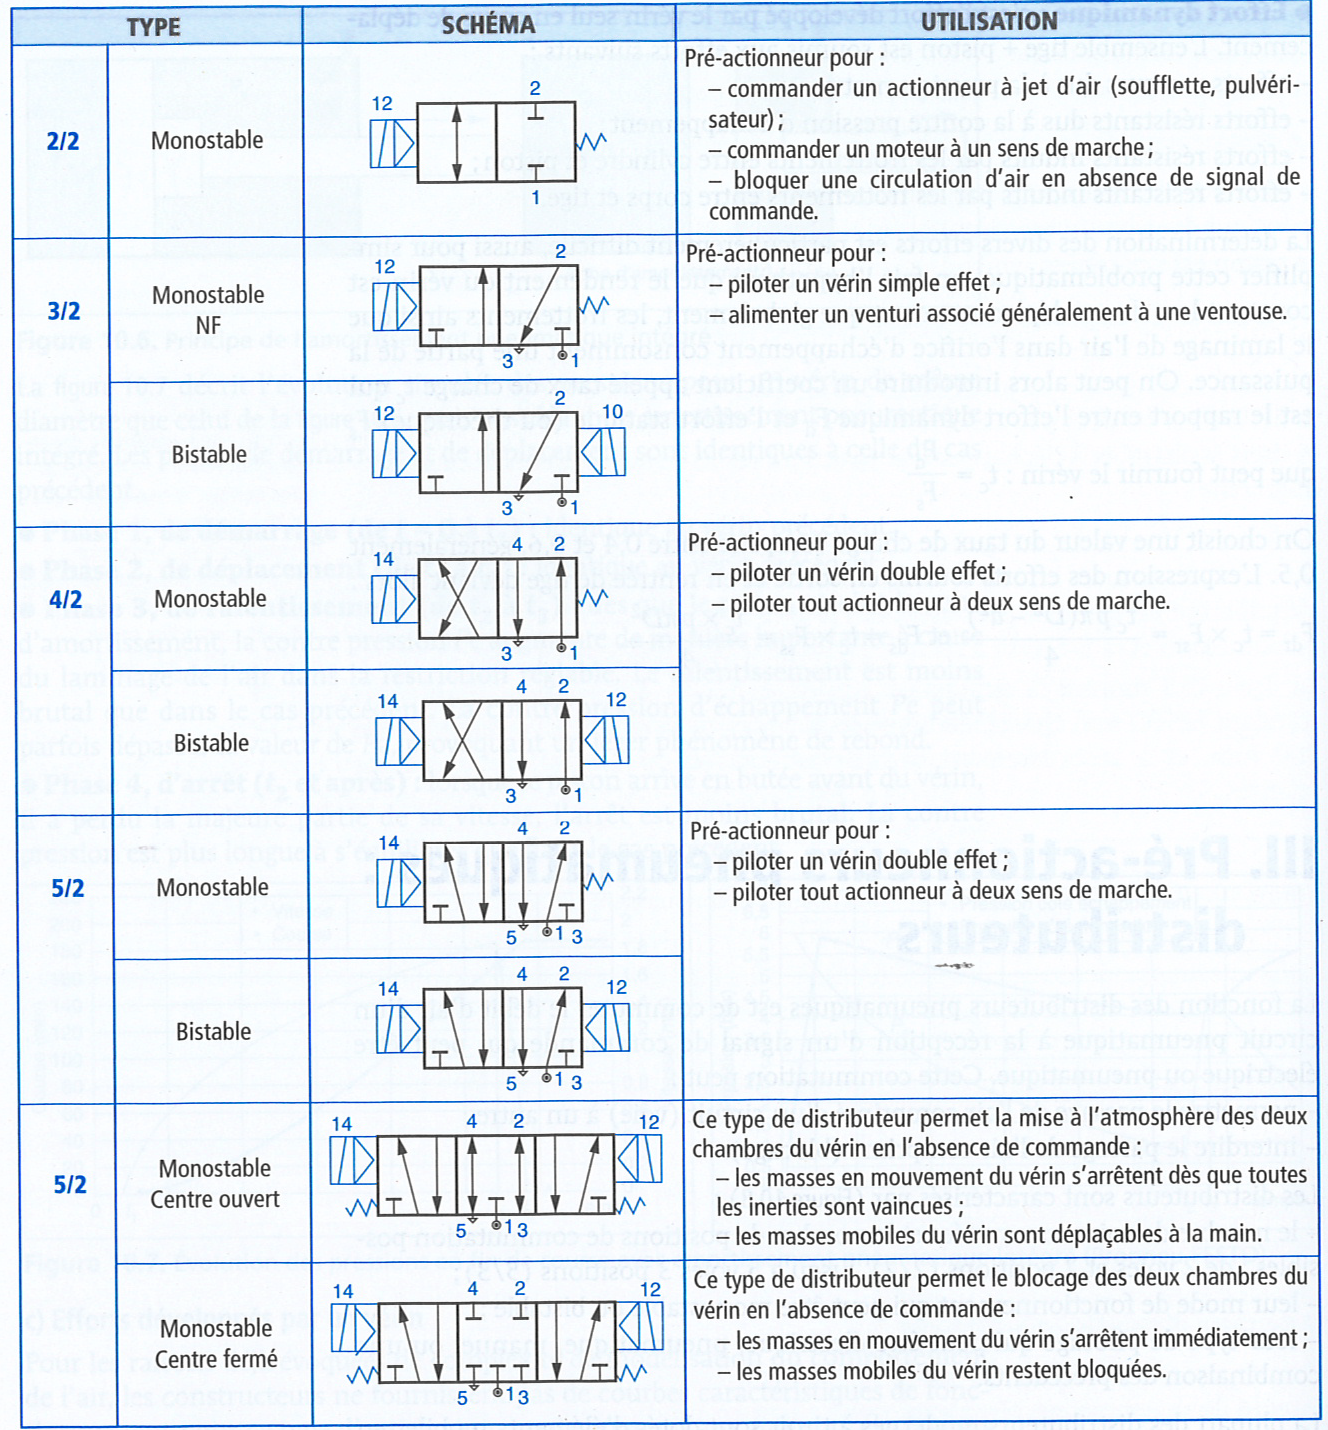 TYPE SCHÉMA UTILISATION
2/2 Monostable
12 2
1
Pré-actionneur pour :
– commander un actionneur à jet d'air (soufflette, pulvéri-
sateur) ;
– commander un moteur à un sens de marche ;
– bloquer une circulation d'air en absence de signal de
commande.
3/2 Monostable
NF
12 2
3 1
Pré-actionneur pour :
– piloter un vérin simple effet ;
– alimenter un venturi associé généralement à une ventouse.
Bistable
12 2 10
3 1
4/2 Monostable
14 4 2
3 1
Pré-actionneur pour :
– piloter un vérin double effet ;
– piloter tout actionneur à deux sens de marche.
Bistable
14 4 2 12
3 1
5/2 Monostable
14 4 2
5 1 3
Pré-actionneur pour :
– piloter un vérin double effet ;
– piloter tout actionneur à deux sens de marche.
Bistable
14 4 2 12
5 1 3
5/2 Monostable
Centre ouvert
14 4 2 12
5 1 3
Ce type de distributeur permet la mise à l'atmosphère des deux
chambres du vérin en l'absence de commande :
– les masses en mouvement du vérin s'arrêtent dès que toutes
les inerties sont vaincues ;
– les masses mobiles du vérin sont déplaçables à la main.
Monostable
Centre fermé
14 4 2 12
5 1 3
Ce type de distributeur permet le blocage des deux chambres du
vérin en l'absence de commande :
– les masses en mouvement du vérin s'arrêtent immédiatement ;
– les masses mobiles du vérin restent bloquées.